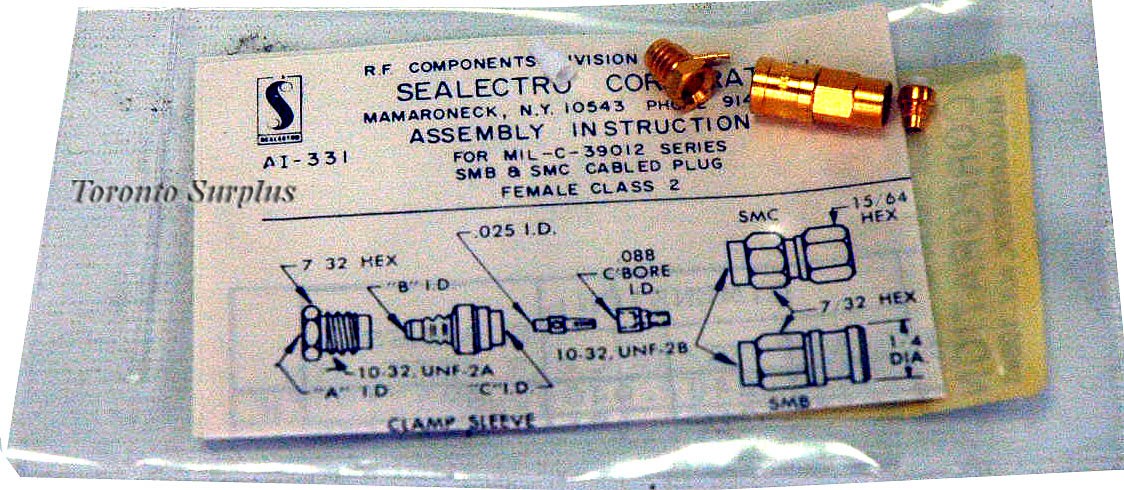 R.F. COMPONENTS
SEALECTRO
MAMARONECK, N.Y. 10543 914
ASSEMBLY INSTRUCTION
SEALECTRO
AI-331
FOR MIL-C-39012 SERIES
SMB & SMC CABLED PLUG
FEMALE CLASS 2
Toronto Surplus
.025 I.D.
SMC
15/64
HEX
7 32 HEX
"B" I.D.
088
C'BORE
I.D.
7 32 HEX
10-32, UNF-2B
1 4
DIA.
10-32, UNF-2A
"A" I.D
"C" I.D.
SMB
CLAMP SLEEVE